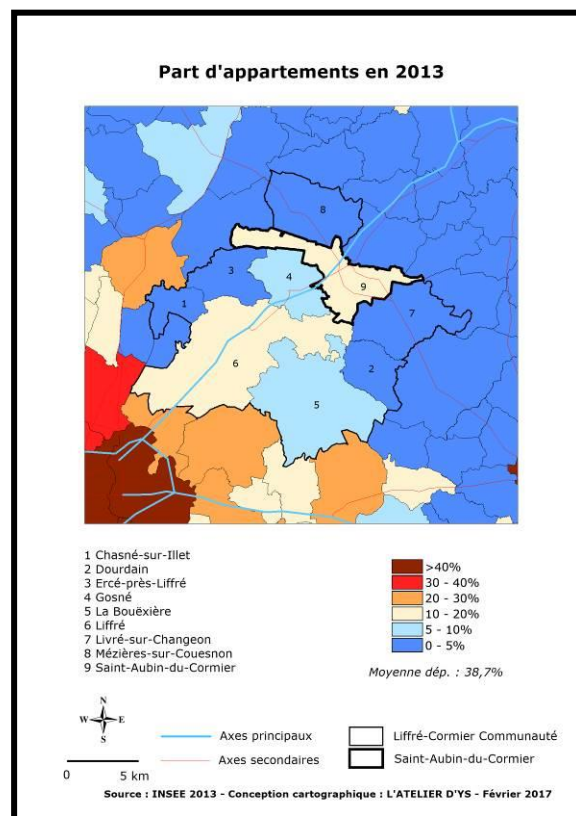 Part d'appartements en 2013
8
3
4
9
1
7
6
2
5
1 Chasné-sur-Illet
2 Dourdain
3 Ercé-près-Liffré
4 Gosné
5 La Bouëxière
6 Liffré
7 Livré-sur-Changeon
8 Mézières-sur-Couesnon
9 Saint-Aubin-du-Cormier
>40%
30 - 40%
20 - 30%
10 - 20%
5 - 10%
0 - 5%
Moyenne dép. : 38,7%
N
W E
S
0 5 km
Axes principaux
Axes secondaires
Liffré-Cormier Communauté
Saint-Aubin-du-Cormier
Source : INSEE 2013 - Conception cartographique : L'ATELIER D'YS - Février 2017